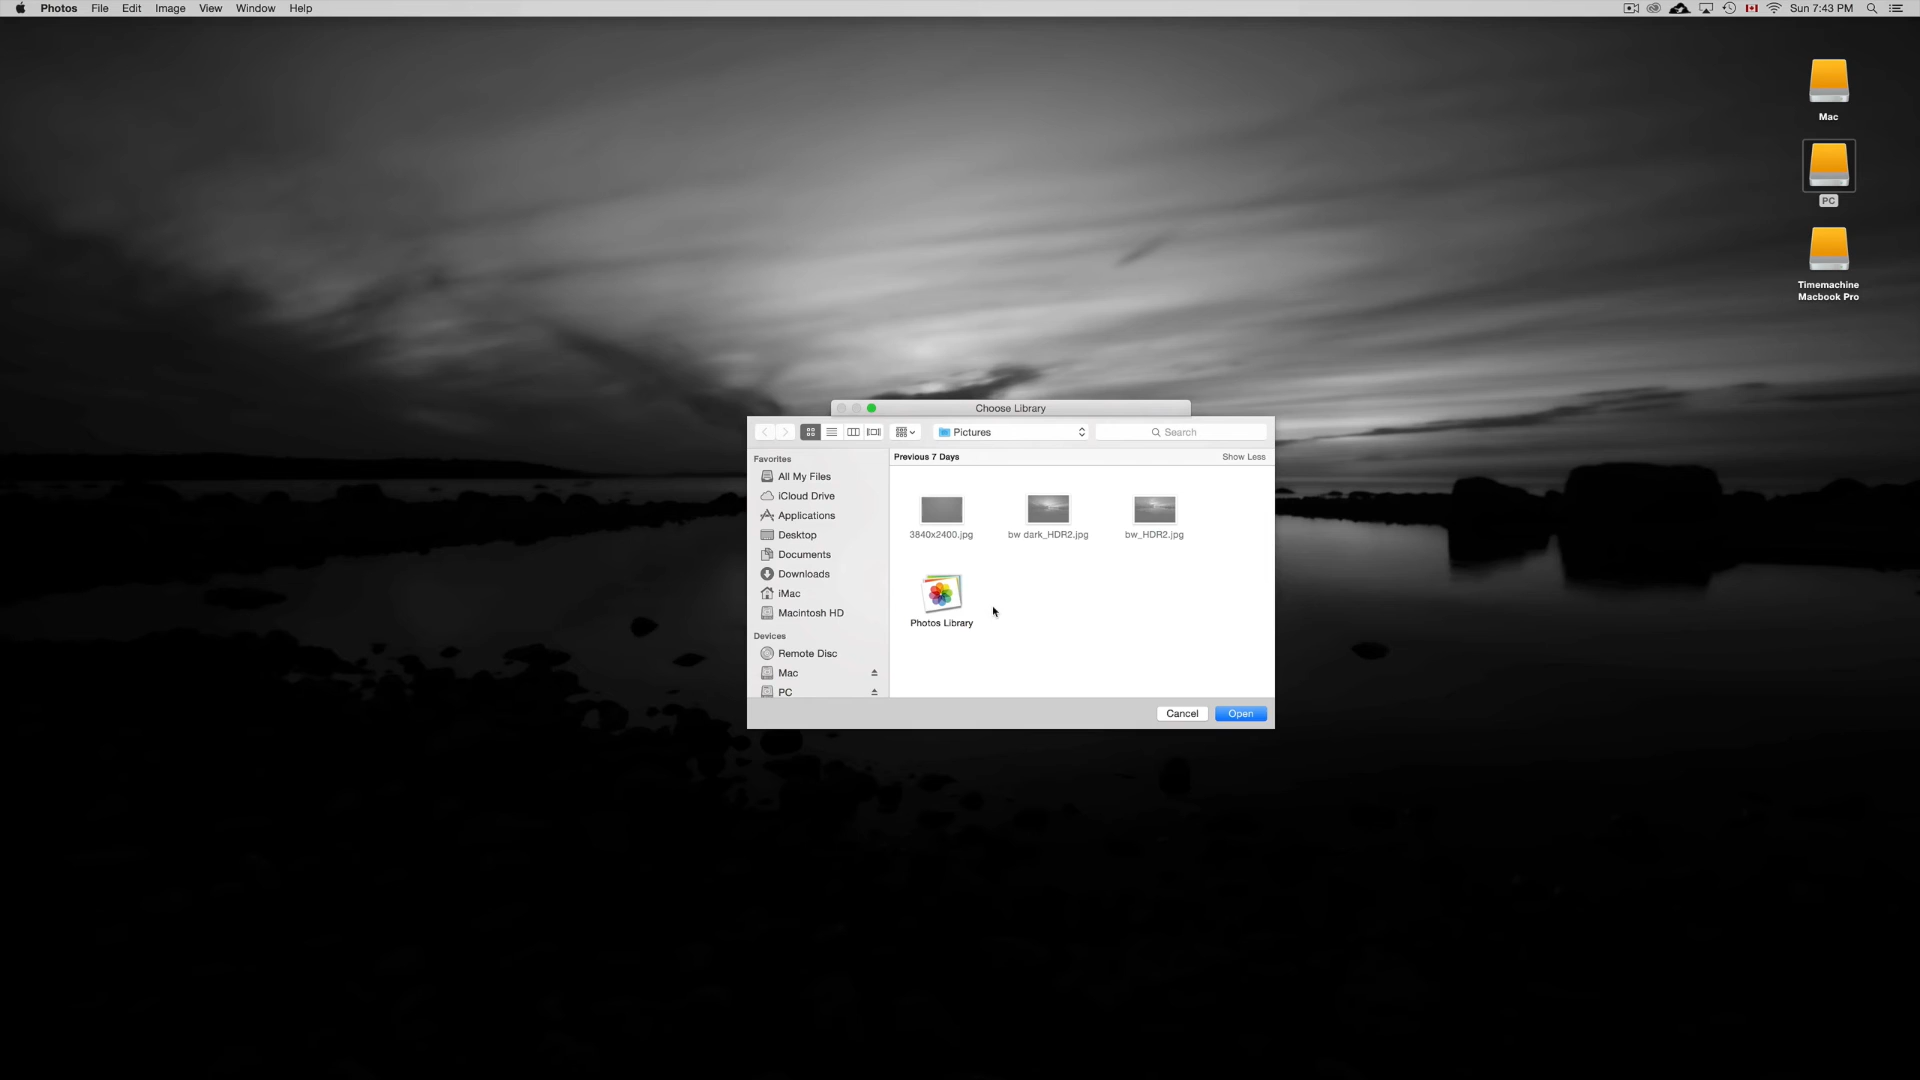 Photos File Edit View Image View Window Help Sun 7:43 PM
Mac
PC
Timemachine
Macbook Pro
Choose Library
Pictures
Search
Favorites
Previous 7 Days
Show Less
All My Files
iCloud Drive
Applications
Desktop
Documents
Downloads
iMac
Macintosh HD
3840x2400.jpg
bw dark_HDR2.jpg
bw_HDR2.jpg
Photos Library
Devices
Remote Disc
Mac
PC
Cancel
Open